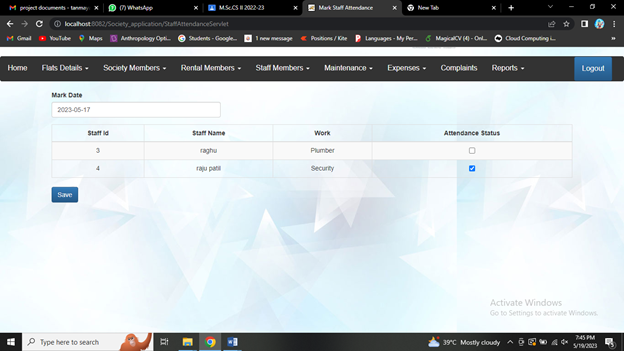 project documents - tanmay
(7) WhatsApp
M.Sc.CS II 2022-23
Mark Staff Attendance
New Tab
localhost:8082/Society_application/StaffAttendanceServlet
Gmail YouTube Maps Anthropology Opti... Students - Google... 1 new message Positions / Kite Languages - My Per... MagicalCV (4) - Onl... Cloud Computing i...
Home Flats Details Society Members Rental Members Staff Members Maintenance Expenses Complaints Reports Logout
Mark Date
2023-05-17
Staff Id Staff Name Work Attendance Status
3 raghu Plumber
4 raju patil Security
Save
Activate Windows
Go to Settings to activate Windows.
Type here to search
39°C Mostly cloudy
7:45 PM
5/19/2023